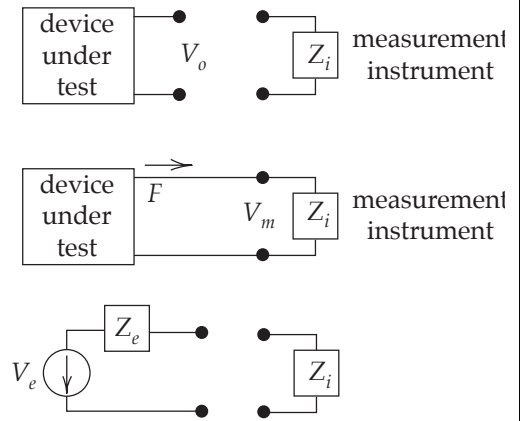 device
under
test
V_o
Z_i
measurement
instrument
device
under
test
F
V_m
Z_i
measurement
instrument
V_e
Z_e
Z_i